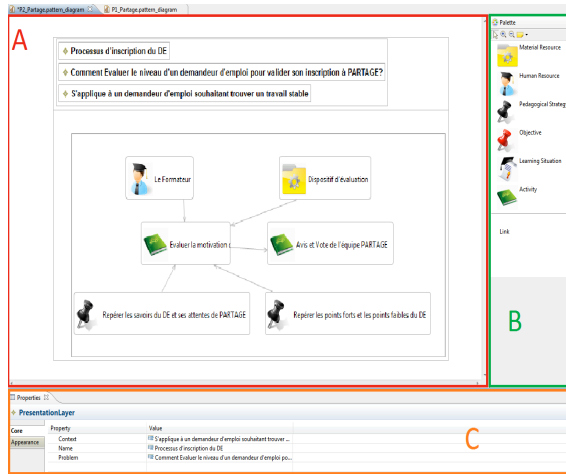 *P2_Partage.pattern_diagram
P1_Partage.pattern_diagram
A
Processus d'inscription du DE
Comment Evaluer le niveau d'un demandeur d'emploi pour valider son inscription à PARTAGE?
S'applique à un demandeur d'emploi souhaitant trouver un travail stable
Le Formateur
Dispositif d'évaluation
Evaluer la motivation
Avis et Vote de l'équipe PARTAGE
Repérer les savoirs du DE et ses attentes de PARTAGE
Repérer les points forts et les points faibles du DE
Palette
Material Resource
Human Resource
Pedagogical Strategy
Objective
Learning Situation
Activity
Link
B
Properties
PresentationLayer
Core
Appearance
Property
Value
Context
S'applique à un demandeur d'emploi souhaitant trouver ...
Name
Processus d'inscription du DE
Problem
Comment Evaluer le niveau d'un demandeur d'emploi po...
C